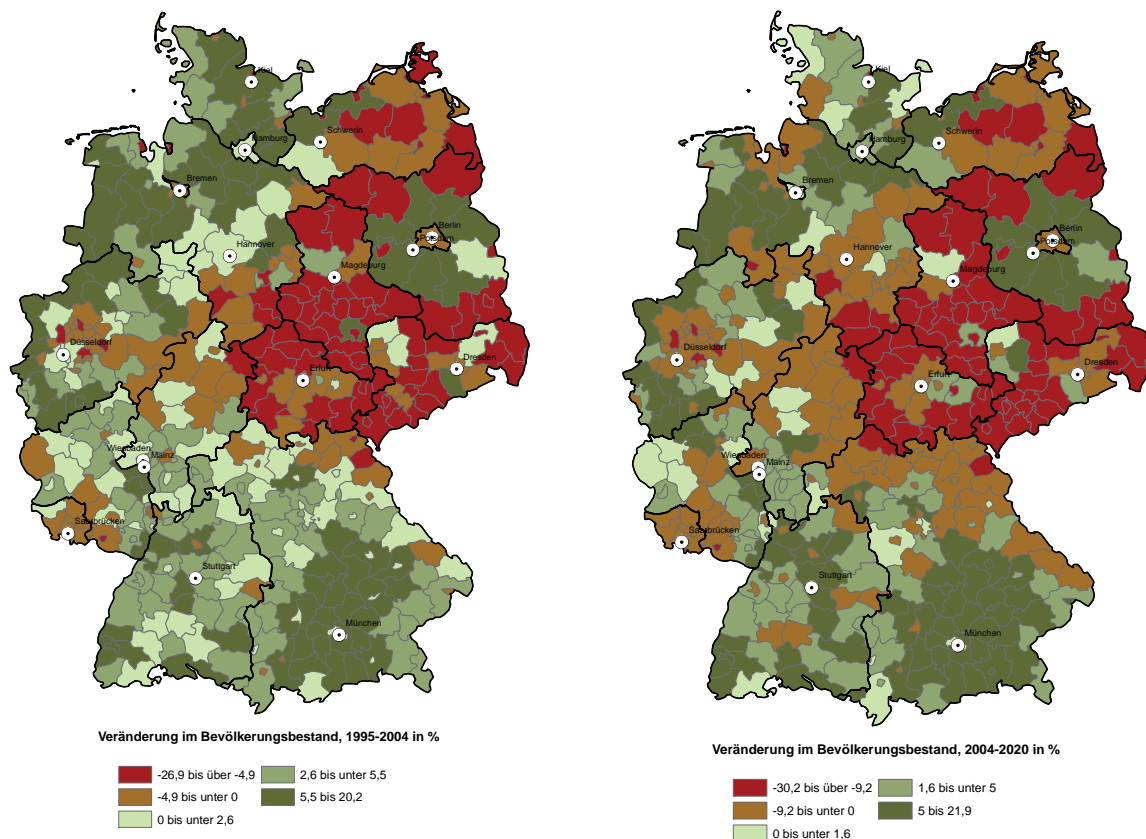 Kiel
Schwerin
Hamburg
Bremen
Berlin
Potsdam
Hannover
Magdeburg
Düsseldorf
Dresden
Erfurt
Wiesbaden
Mainz
Saarbrücken
Stuttgart
München
Veränderung im Bevölkerungsbestand, 1995-2004 in %
-26,9 bis über -4,9
2,6 bis unter 5,5
-4,9 bis unter 0
5,5 bis 20,2
0 bis unter 2,6
Kiel
Schwerin
Hamburg
Bremen
Berlin
Potsdam
Hannover
Magdeburg
Düsseldorf
Dresden
Erfurt
Wiesbaden
Mainz
Saarbrücken
Stuttgart
München
Veränderung im Bevölkerungsbestand, 2004-2020 in %
-30,2 bis über -9,2
1,6 bis unter 5
-9,2 bis unter 0
5 bis 21,9
0 bis unter 1,6